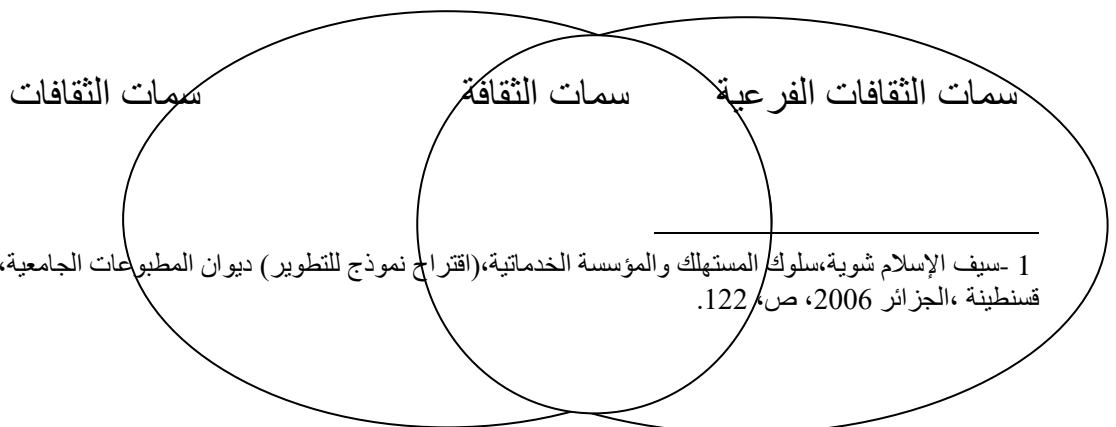 سمات الثقافات الفرعية سمات الثقافة سمات الثقافات
1 -سيف الإسلام شوية،سلوك المستهلك والمؤسسة الخدماتية،(اقتراح نموذج للتطوير) ديوان المطبوعات الجامعية،
قسنطينة ،الجزائر 2006، ص، 122.